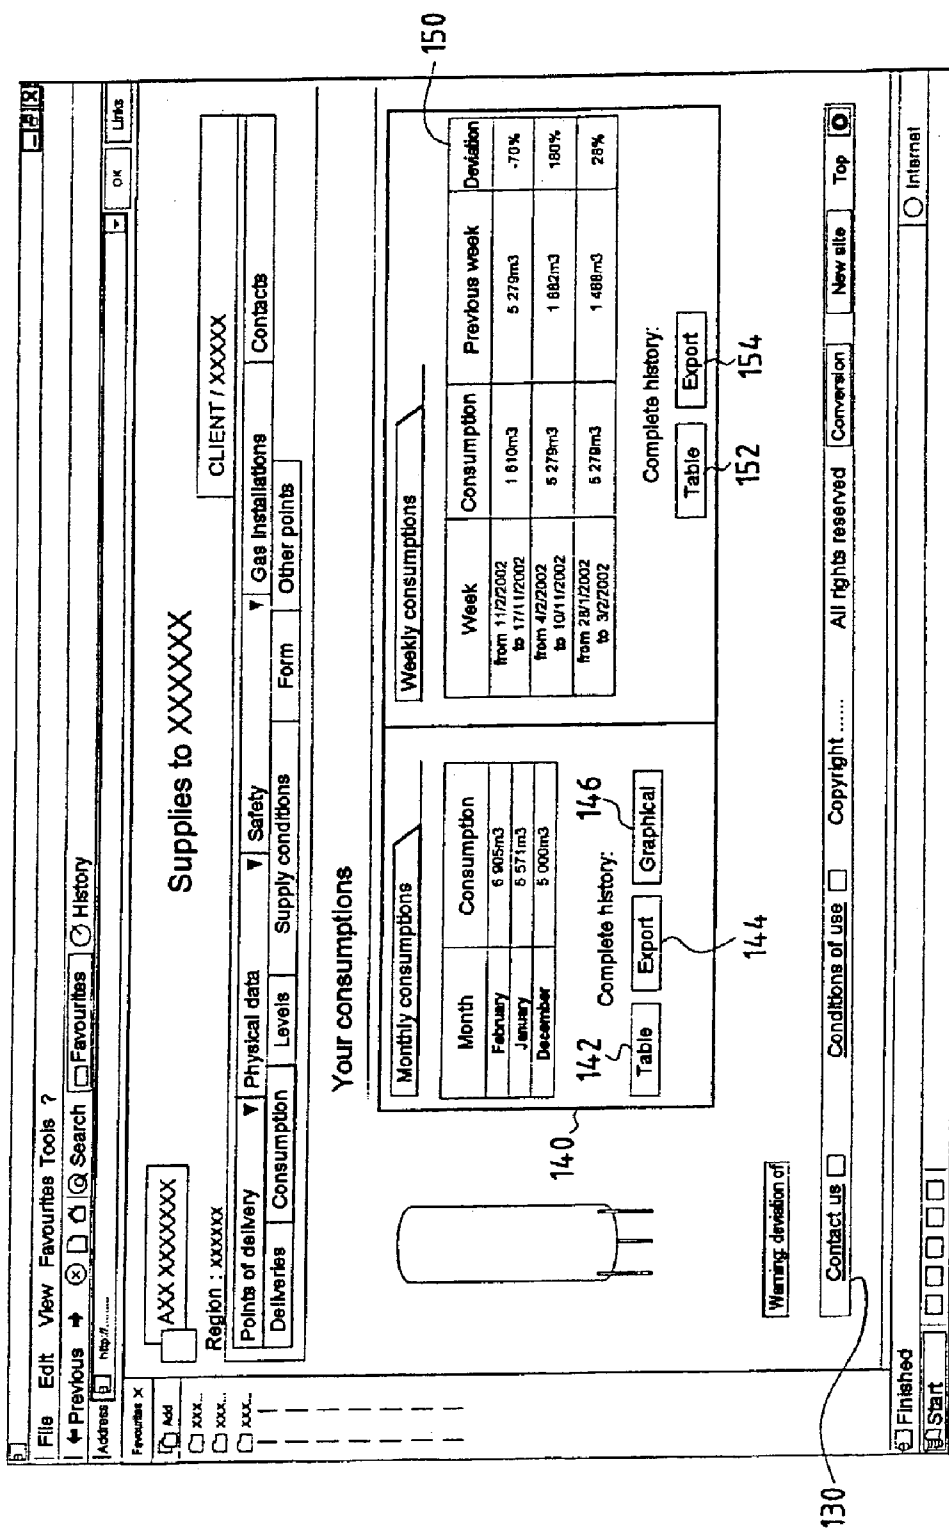 File Edit View Favourites Tools ?
Previous Search Favourites History
Address http://......... OK Links
Favourites X
Add
XXX...
XXX...
XXX...
AXX XXXXXXX
Supplies to XXXXXX
Region : XXXXXX
CLIENT / XXXXX
Points of delivery Physical data Safety Gas Installations Contacts
Deliveries Consumption Levels Supply conditions Form Other points
Your consumptions
Monthly consumptions
Month Consumption
February 6 905m3
January
December 5 000m3
Complete history:
Table Export Graphical
142 144 146
140
Weekly consumptions
Week Consumption Previous week Deviation
from 11/2/2002 to 17/11/2002 1 610m3 5 279m3 -70%
from 4/2/2002 to 10/11/2002 5 279m3 1 882m3 180%
from 28/1/2002 to 3/2/2002 5 279m3 1 488m3 28%
Complete history:
Table Export
152 154
150
Warning: deviation of
Contact us Conditions of use Copyright ...... All rights reserved Conversion New site Top
130
Finished Internet
Start